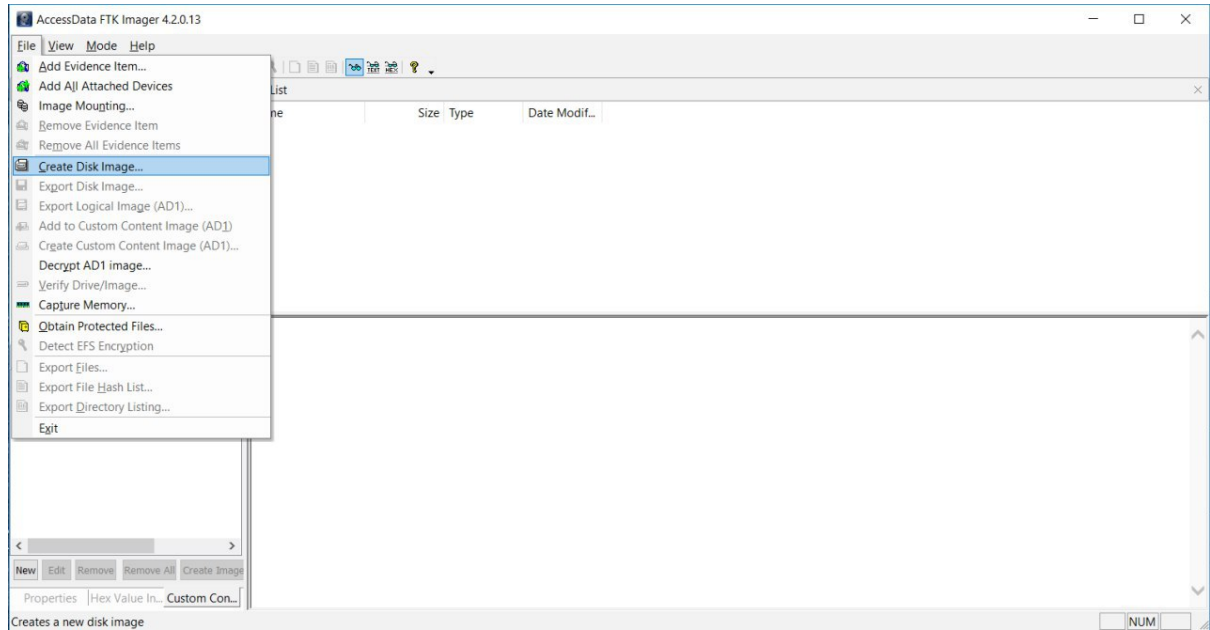 AccessData FTK Imager 4.2.0.13
File View Mode Help
Add Evidence Item...
Add All Attached Devices
Image Mounting...
Remove Evidence Item
Remove All Evidence Items
Create Disk Image...
Export Disk Image...
Export Logical Image (AD1)...
Add to Custom Content Image (AD1)
Create Custom Content Image (AD1)...
Decrypt AD1 image...
Verify Drive/Image...
Capture Memory...
Obtain Protected Files...
Detect EFS Encryption
Export Files...
Export File Hash List...
Export Directory Listing...
Exit
List
ne Size Type Date Modif...
New Edit Remove Remove All Create Image
Properties Hex Value In... Custom Con...
Creates a new disk image NUM